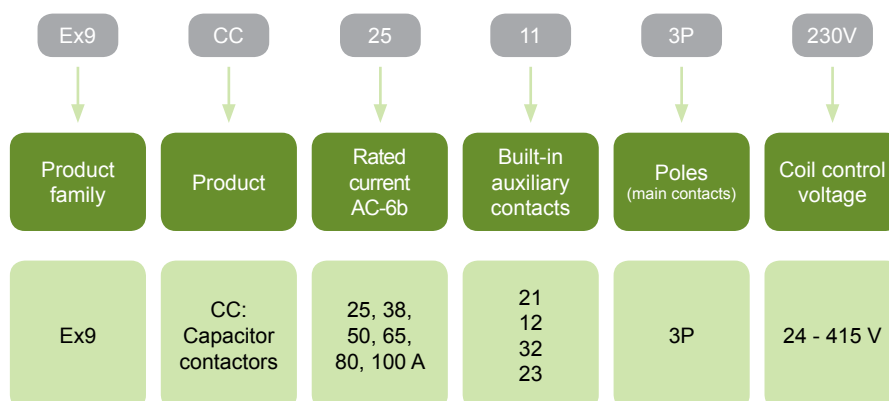 Ex9
CC
25
11
3P
230V
Product
family
Product
Rated
current
AC-6b
Built-in
auxiliary
contacts
Poles
(main contacts)
Coil control
voltage
Ex9
CC:
Capacitor
contactors
25, 38,
50, 65,
80, 100 A
21
12
32
23
3P
24 - 415 V